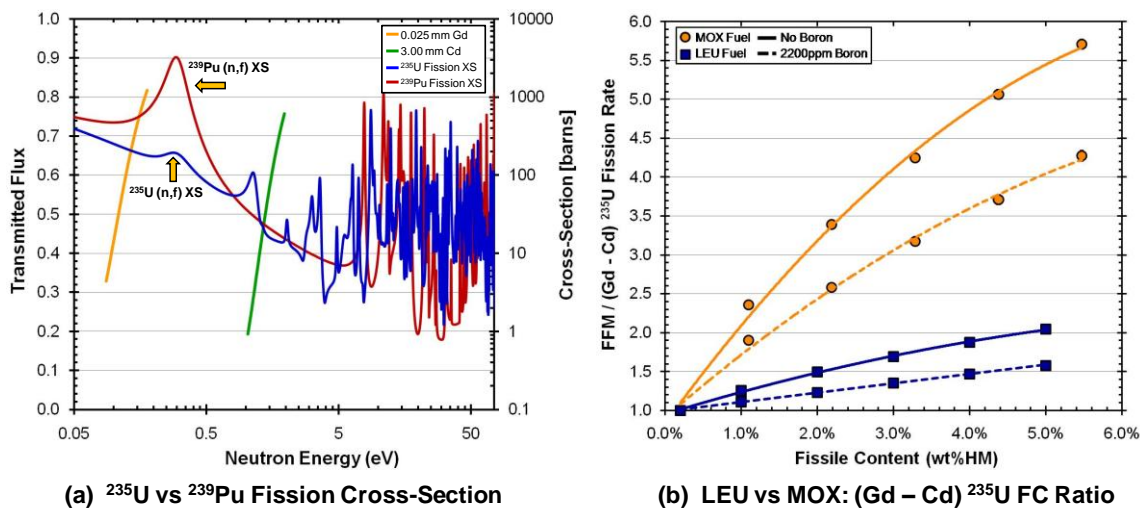 0.025 mm Gd
3.00 mm Cd
²³⁵U Fission XS
²³⁹Pu Fission XS
²³⁹Pu (n,f) XS
²³⁵U (n,f) XS
Transmitted Flux
1.0
0.9
0.8
0.7
0.6
0.5
0.4
0.3
0.2
0.1
0.0
0.05
0.5
5
50
Neutron Energy (eV)
10000
1000
100
10
1
0.1
Cross-Section [barns]
(a) ²³⁵U vs ²³⁹Pu Fission Cross-Section
MOX Fuel
LEU Fuel
No Boron
2200ppm Boron
FFM / (Gd - Cd) ²³⁵U Fission Rate
6.0
5.5
5.0
4.5
4.0
3.5
3.0
2.5
2.0
1.5
1.0
0.0%
1.0%
2.0%
3.0%
4.0%
5.0%
6.0%
Fissile Content (wt%HM)
(b) LEU vs MOX: (Gd – Cd) ²³⁵U FC Ratio